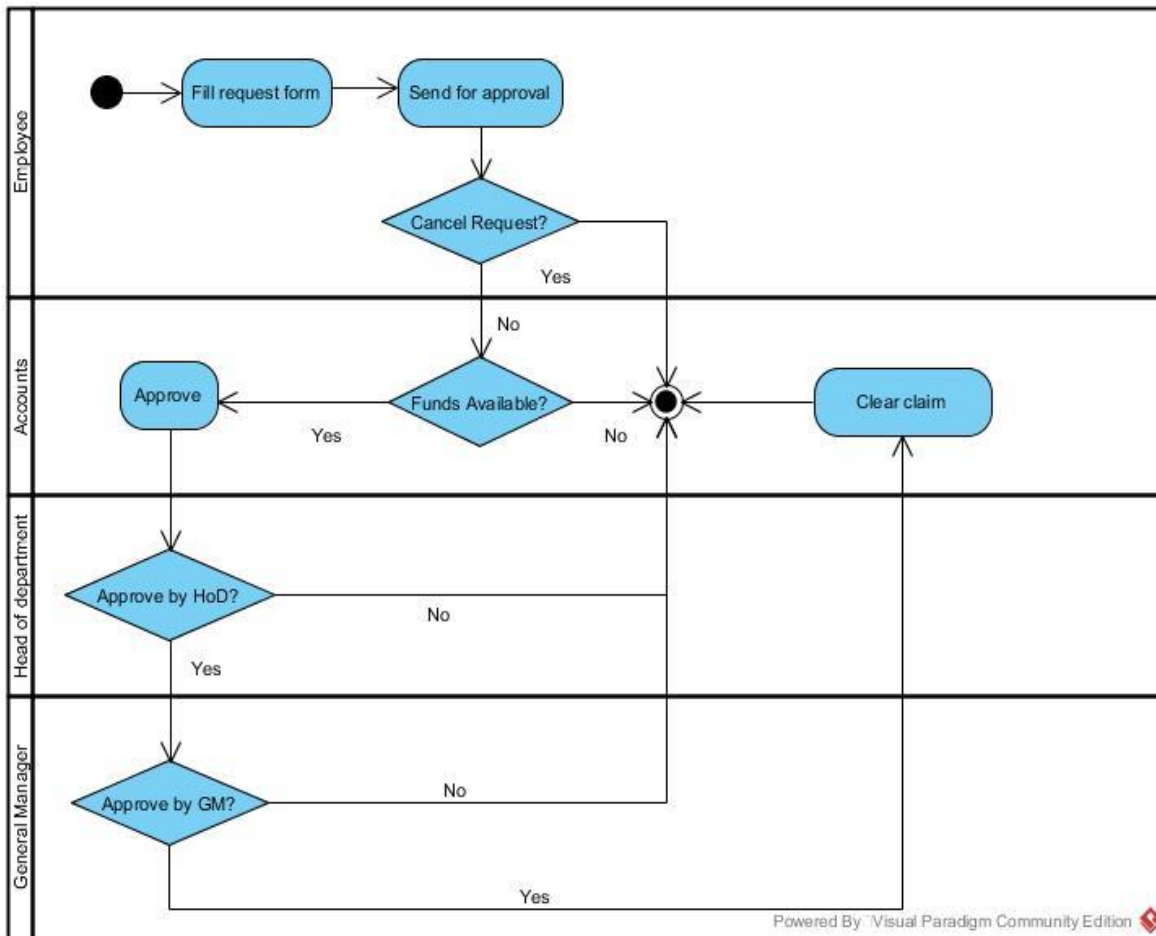 Employee
Fill request form
Send for approval
Cancel Request?
Yes
No
Accounts
Approve
Funds Available?
Yes
No
Clear claim
Head of department
Approve by HoD?
No
Yes
General Manager
Approve by GM?
No
Yes
Powered By Visual Paradigm Community Edition